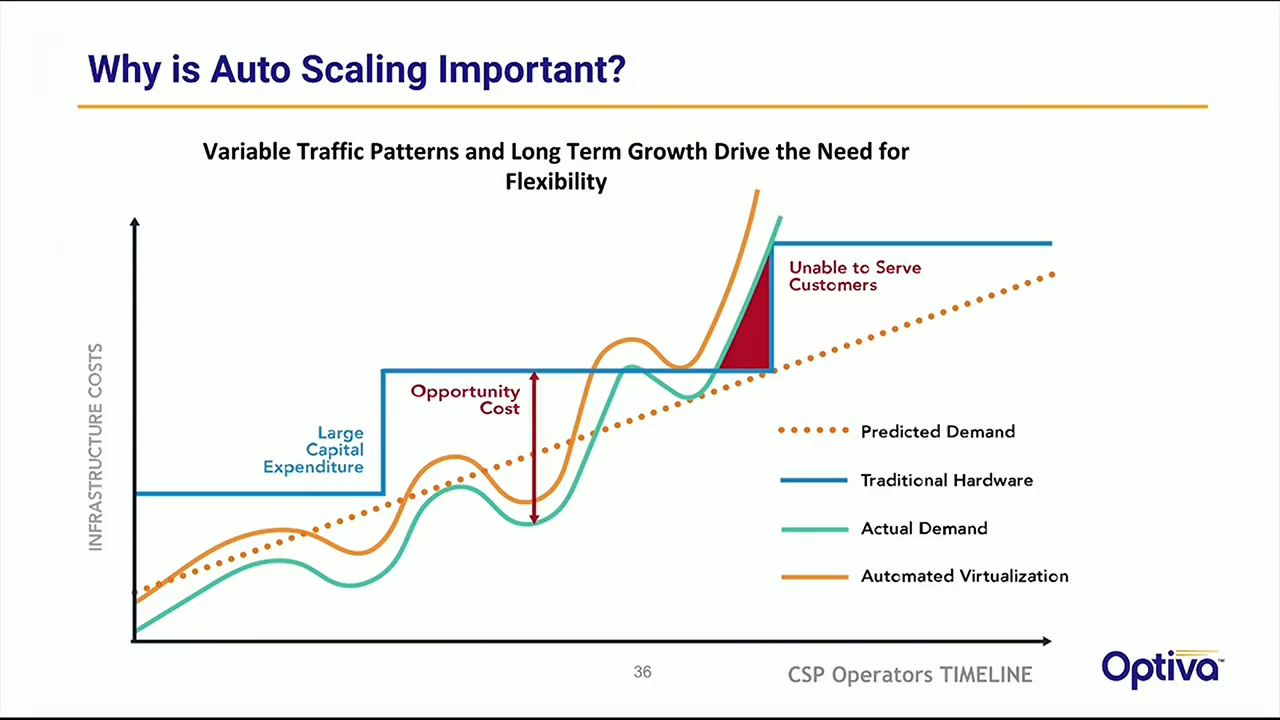 Why is Auto Scaling Important?
Variable Traffic Patterns and Long Term Growth Drive the Need for
Flexibility
INFRASTRUCTURE COSTS
Large
Capital
Expenditure
Opportunity
Cost
Unable to Serve
Customers
Predicted Demand
Traditional Hardware
Actual Demand
Automated Virtualization
36
CSP Operators TIMELINE
Optiva™